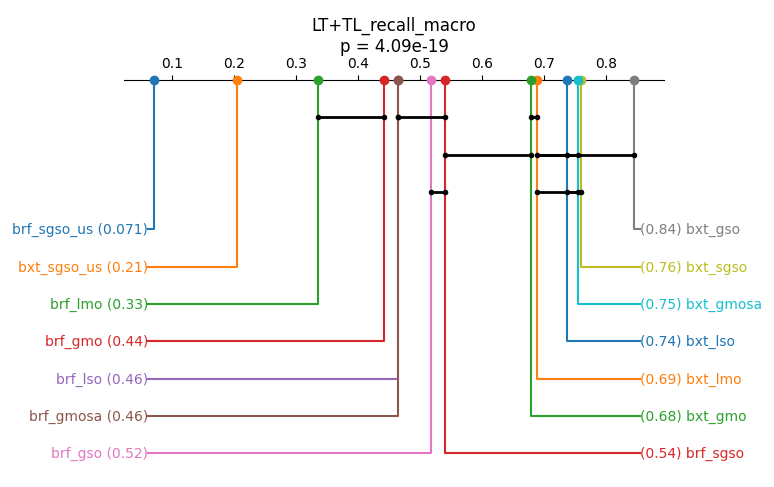 LT+TL_recall_macro
p = 4.09e-19
0.1 0.2 0.3 0.4 0.5 0.6 0.7 0.8
brf_sgso_us (0.071) (0.84) bxt_gso
bxt_sgso_us (0.21) (0.76) bxt_sgso
brf_lmo (0.33) (0.75) bxt_gmosa
brf_gmo (0.44) (0.74) bxt_lso
brf_lso (0.46) (0.69) bxt_lmo
brf_gmosa (0.46) (0.68) bxt_gmo
brf_gso (0.52) (0.54) brf_sgso